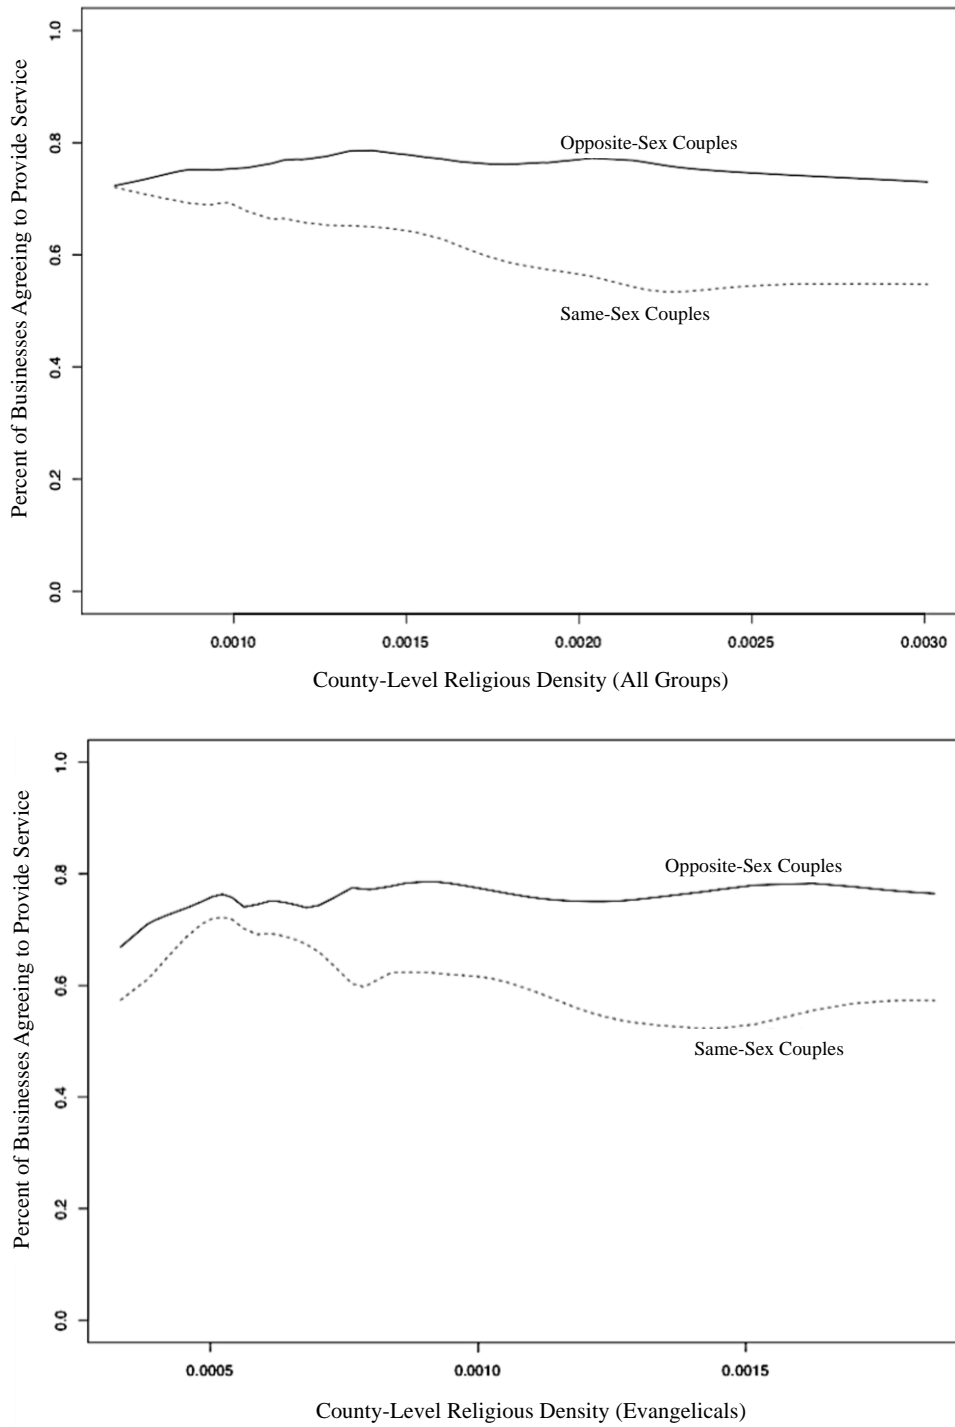 Percent of Businesses Agreeing to Provide Service
1.0
0.8
0.6
0.4
0.2
0.0
Opposite-Sex Couples
Same-Sex Couples
0.0010 0.0015 0.0020 0.0025 0.0030
County-Level Religious Density (All Groups)
Percent of Businesses Agreeing to Provide Service
1.0
0.8
0.6
0.4
0.2
0.0
Opposite-Sex Couples
Same-Sex Couples
0.0005 0.0010 0.0015
County-Level Religious Density (Evangelicals)